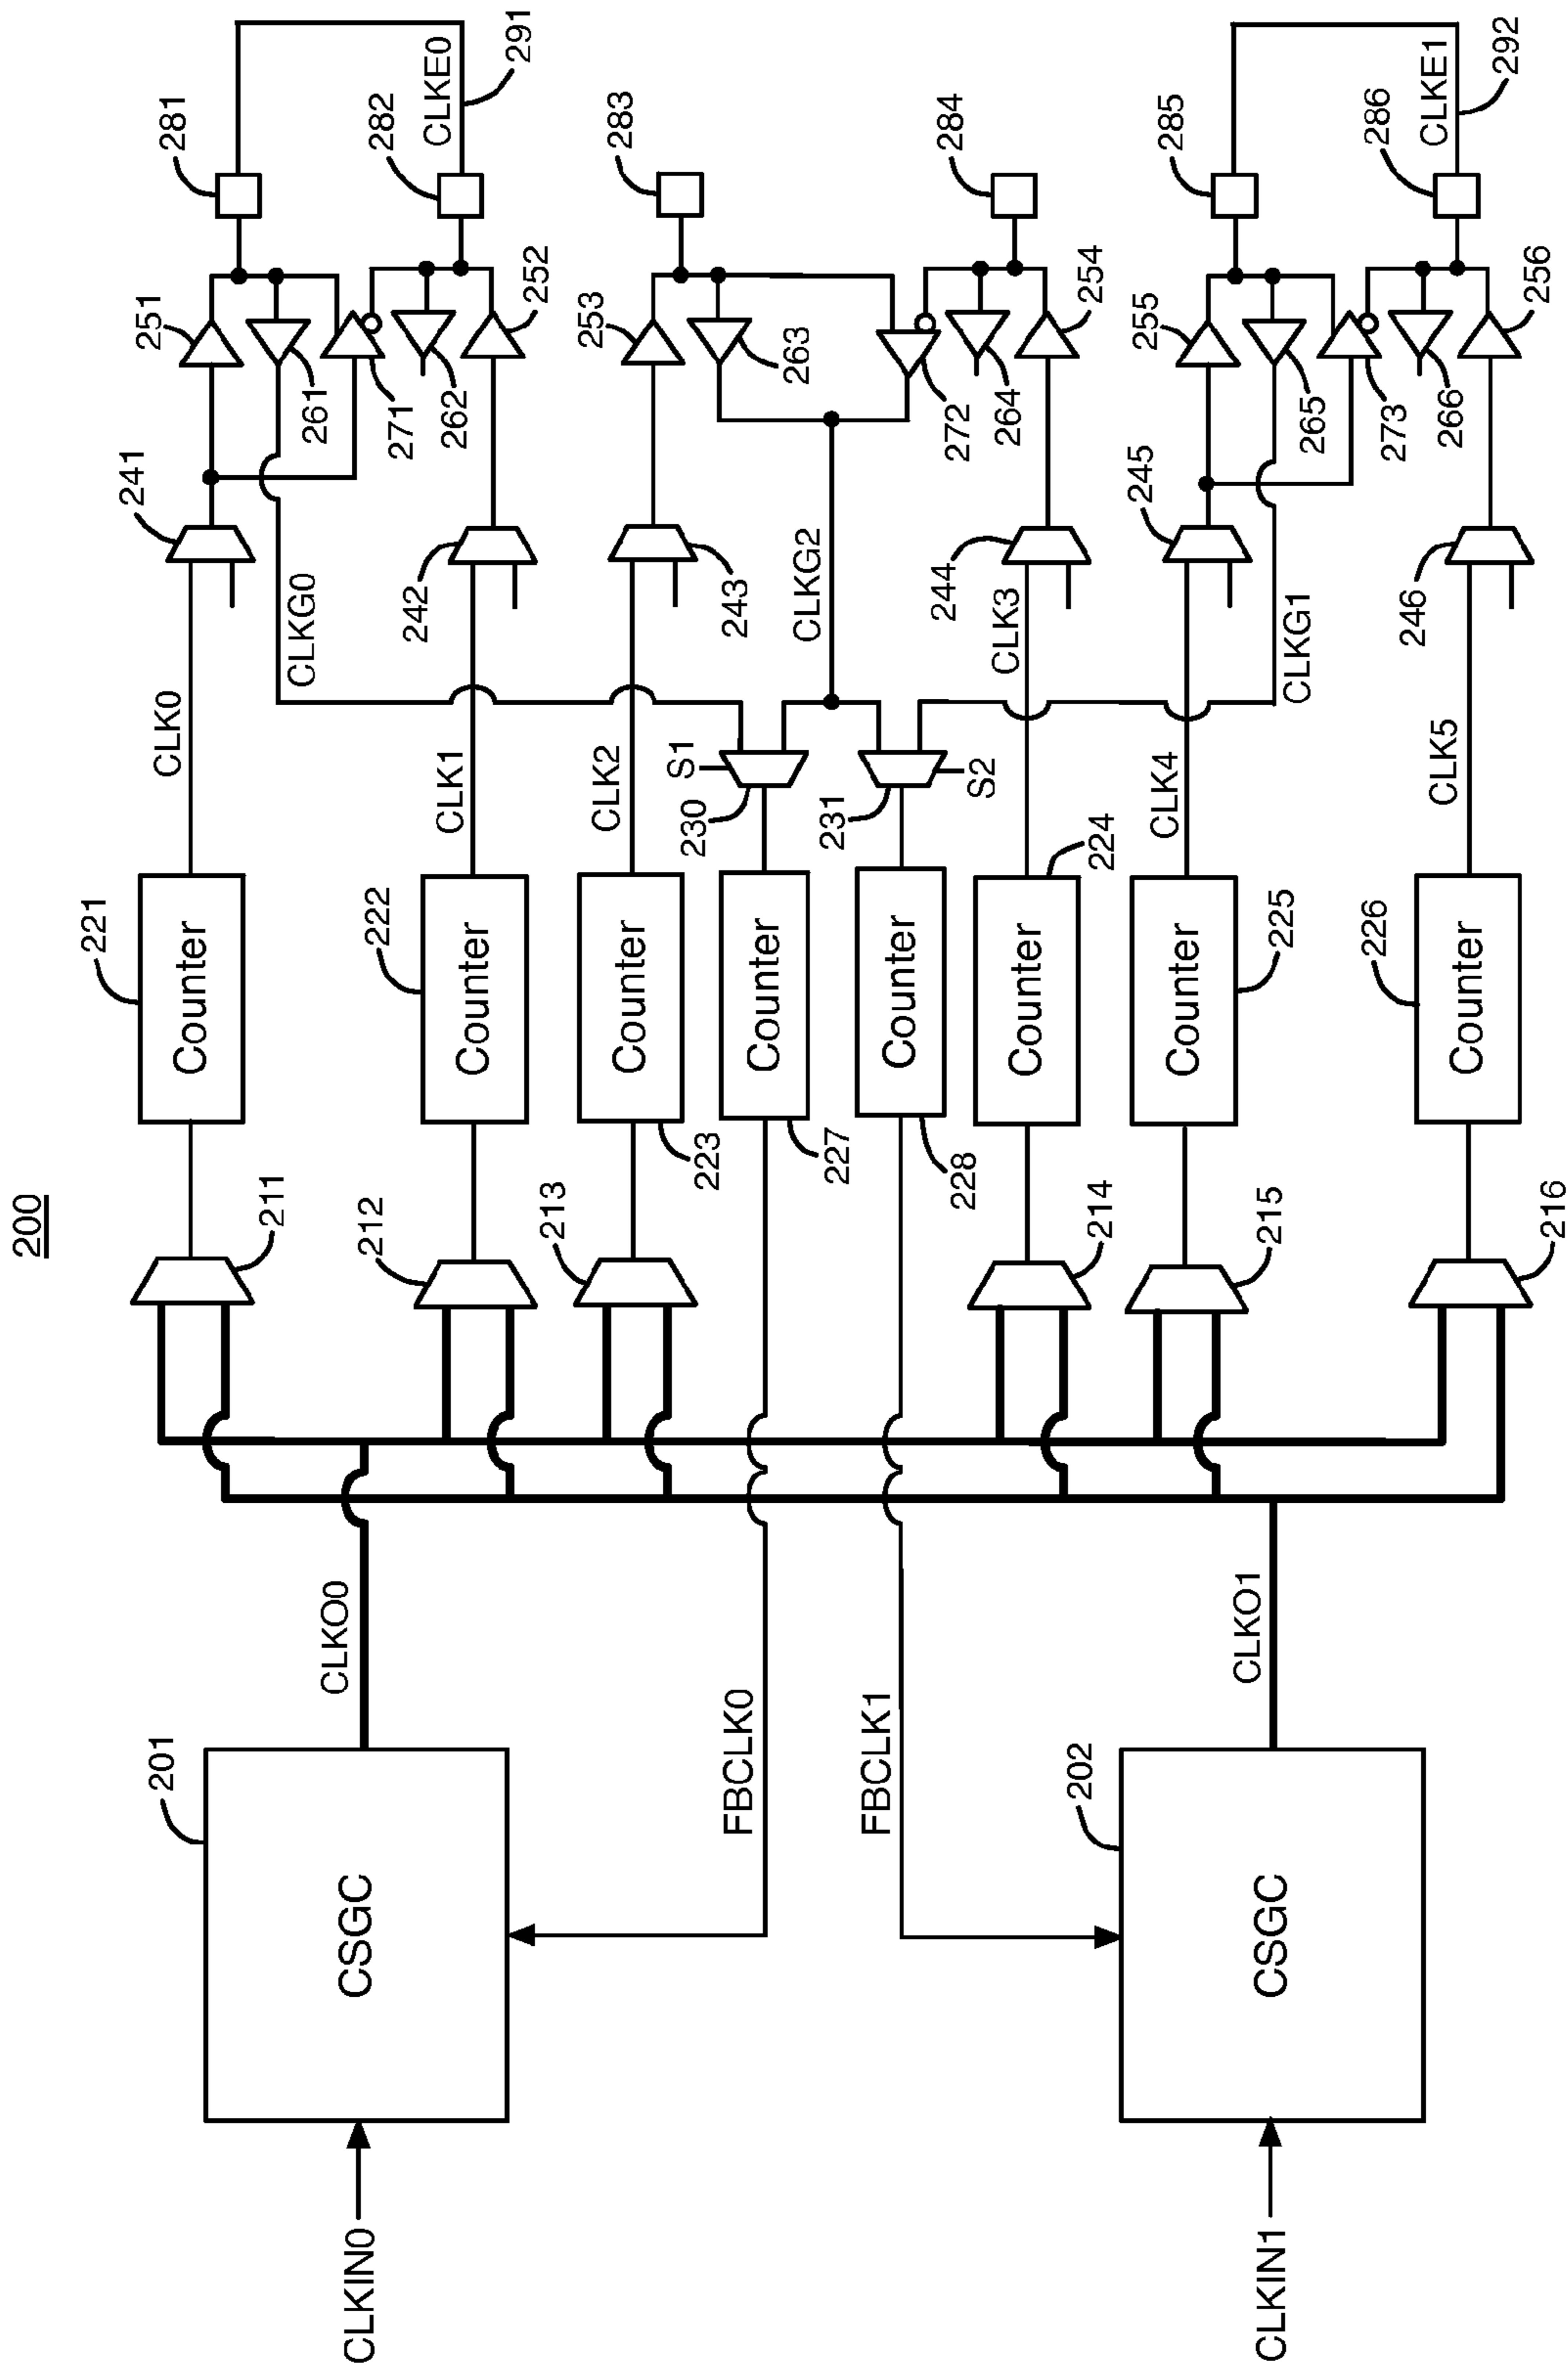 200
CLKIN0
CSGC
201
CLKO0
FBCLK0
CLKIN1
CSGC
202
CLKO1
FBCLK1
211
212
213
214
215
216
Counter
221
Counter
222
Counter
223
Counter
227
Counter
228
Counter
224
Counter
225
Counter
226
CLK0
CLK1
CLK2
S1
230
231
S2
CLK3
CLK4
CLK5
CLKG0
CLKG2
CLKG1
241
242
243
244
245
246
251
261
271
262
252
253
263
272
264
254
255
265
273
266
256
281
282
283
284
285
286
CLKE0
291
CLKE1
292